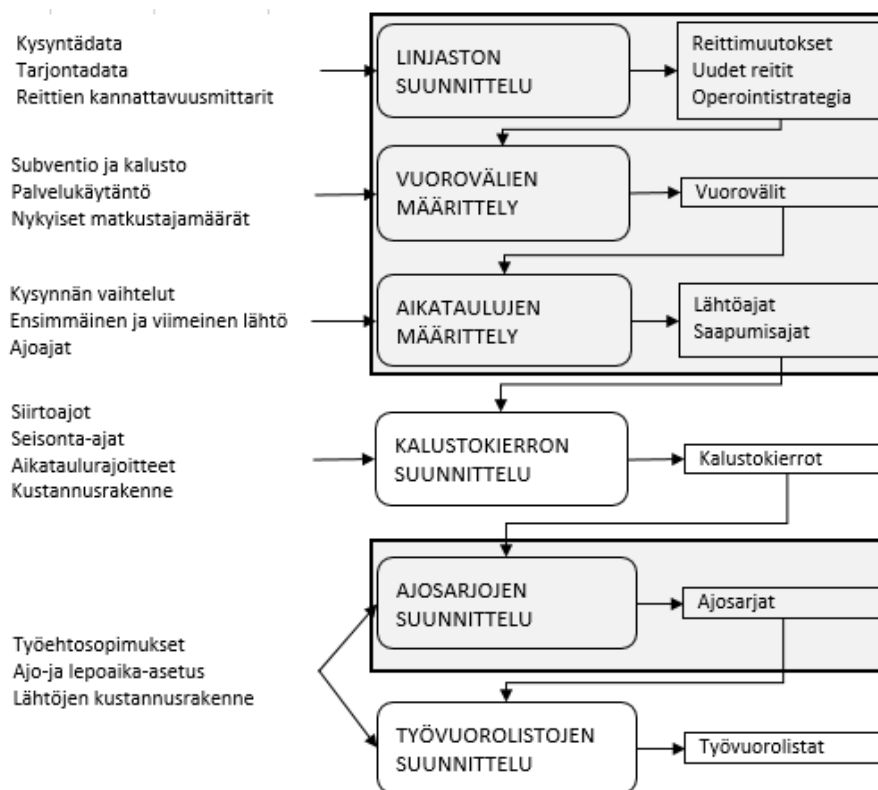 Kysyntädata
Tarjontadata
Reittien kannattavuusmittarit
LINJASTON
SUUNNITTELU
Reittimuutokset
Uudet reitit
Operointistrategia
Subventio ja kalusto
Palvelukäytäntö
Nykyiset matkustajamäärät
VUOROVÄLIEN
MÄÄRITTELY
Vuorovälit
Kysynnän vaihtelut
Ensimmäinen ja viimeinen lähtö
Ajoajat
AIKATAULUJEN
MÄÄRITTELY
Lähtöajat
Saapumisajat
Siirtoajot
Seisonta-ajat
Aikataulurajoitteet
Kustannusrakenne
KALUSTOKIERRON
SUUNNITTELU
Kalustokierrot
AJOSARJOJEN
SUUNNITTELU
Ajosarjat
Työehtosopimukset
Ajo-ja lepoaika-asetus
Lähtöjen kustannusrakenne
TYÖVUOROLISTOJEN
SUUNNITTELU
Työvuorolistat